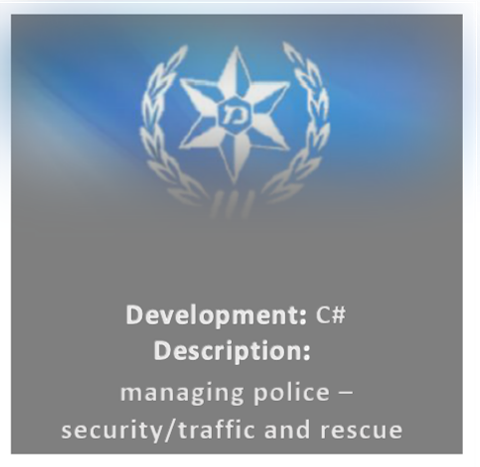 Development: C#
Description:
managing police –
security/traffic and rescue